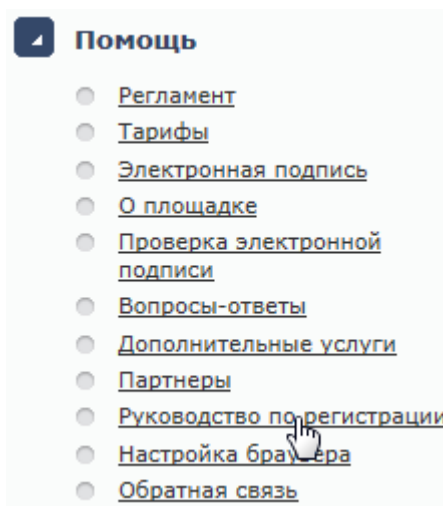 Помощь
Регламент
Тарифы
Электронная подпись
О площадке
Проверка электронной
подписи
Вопросы-ответы
Дополнительные услуги
Партнеры
Руководство по регистрации
Настройка браузера
Обратная связь